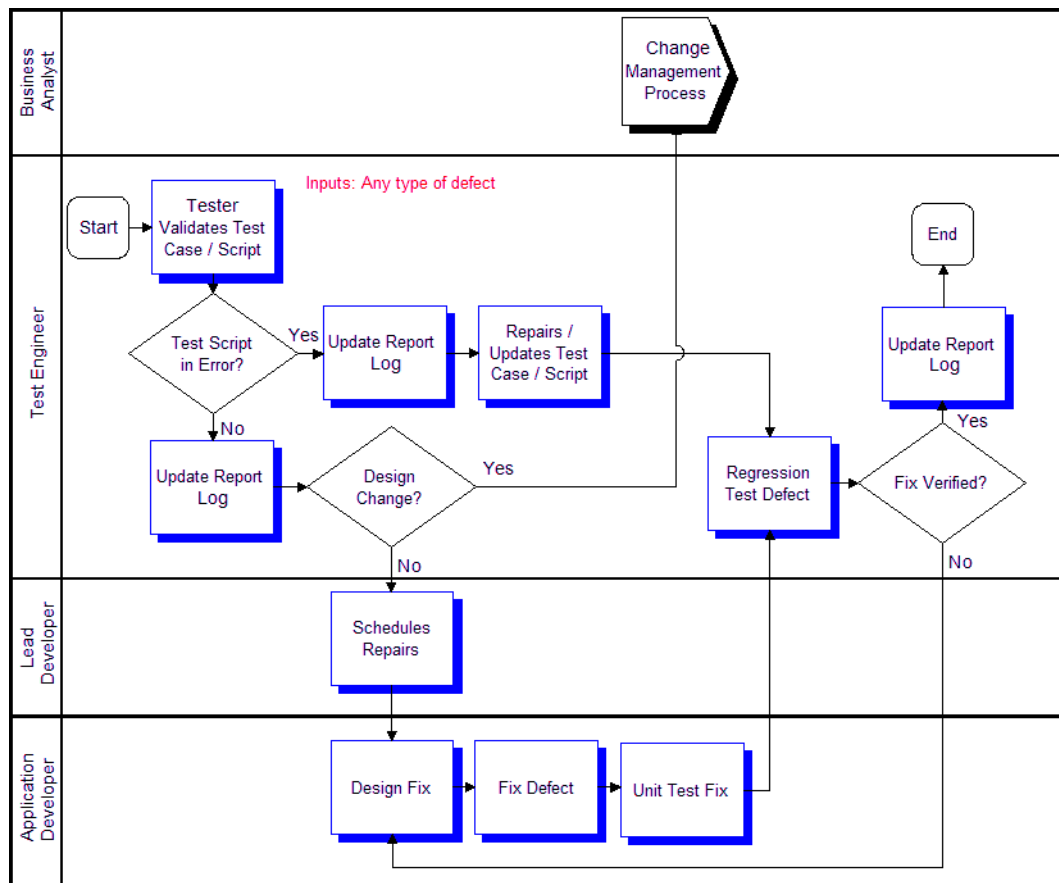 Business
Analyst
Change
Management
Process
Test Engineer
Inputs: Any type of defect
Start
Tester
Validates Test
Case / Script
End
Test Script
in Error?
Yes
Update Report
Log
Repairs /
Updates Test
Case / Script
Update Report
Log
No
Yes
Update Report
Log
Design
Change?
Yes
Regression
Test Defect
Fix Verified?
No
No
Lead
Developer
Schedules
Repairs
Application
Developer
Design Fix
Fix Defect
Unit Test Fix